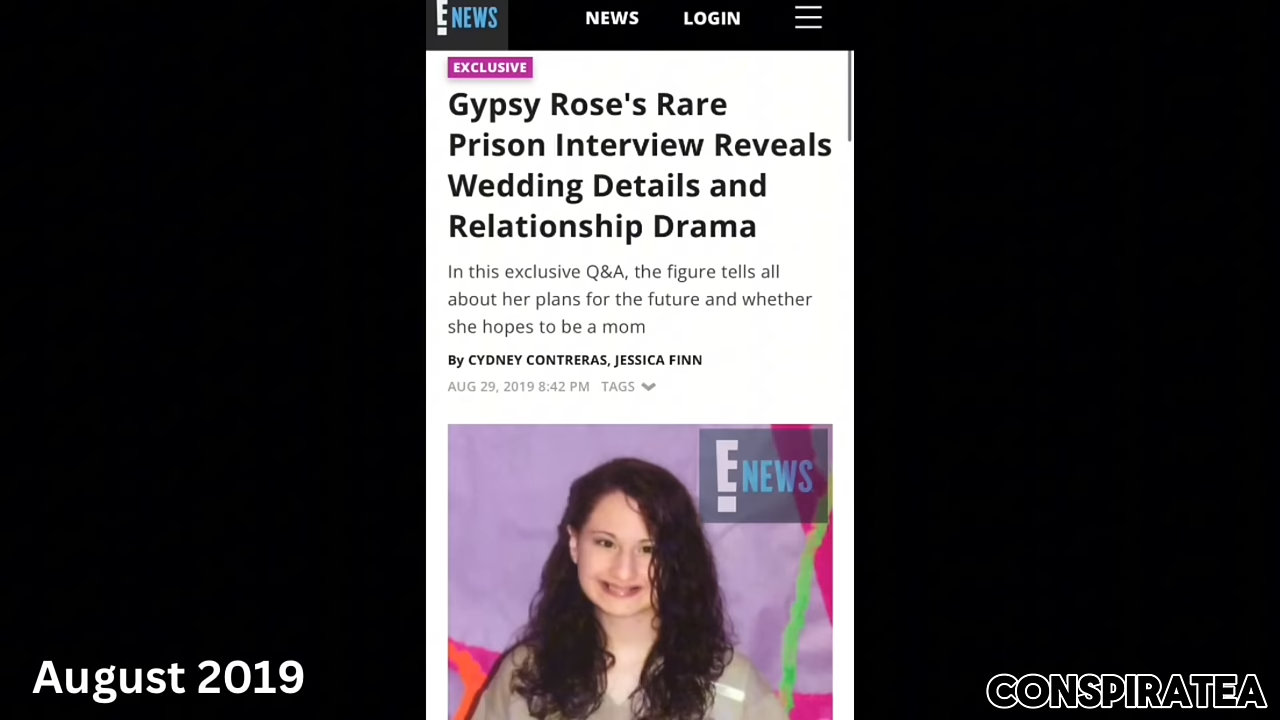 E! NEWS
NEWS
LOGIN
EXCLUSIVE
Gypsy Rose's Rare
Prison Interview Reveals
Wedding Details and
Relationship Drama
In this exclusive Q&A, the figure tells all
about her plans for the future and whether
she hopes to be a mom
By CYDNEY CONTRERAS, JESSICA FINN
AUG 29, 2019 8:42 PM TAGS
E! NEWS
August 2019
CONSPIRATEA